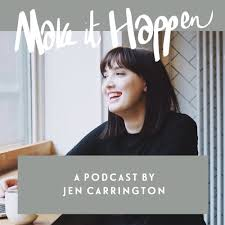 Make it Happen
A PODCAST BY
JEN CARRINGTON